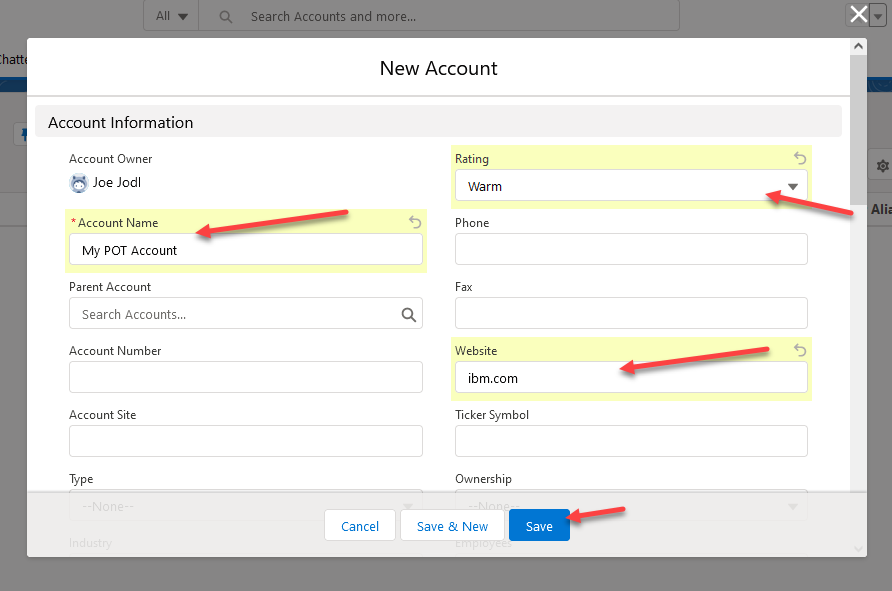 All
Search Accounts and more...
Chatte
New Account
Account Information
Account Owner
Joe Jodl
Rating
Warm
*Account Name
My POT Account
Phone
Parent Account
Search Accounts...
Fax
Account Number
Website
ibm.com
Account Site
Ticker Symbol
Type
--None--
Ownership
--None--
Cancel
Save & New
Save
Industry
Employees
Alia